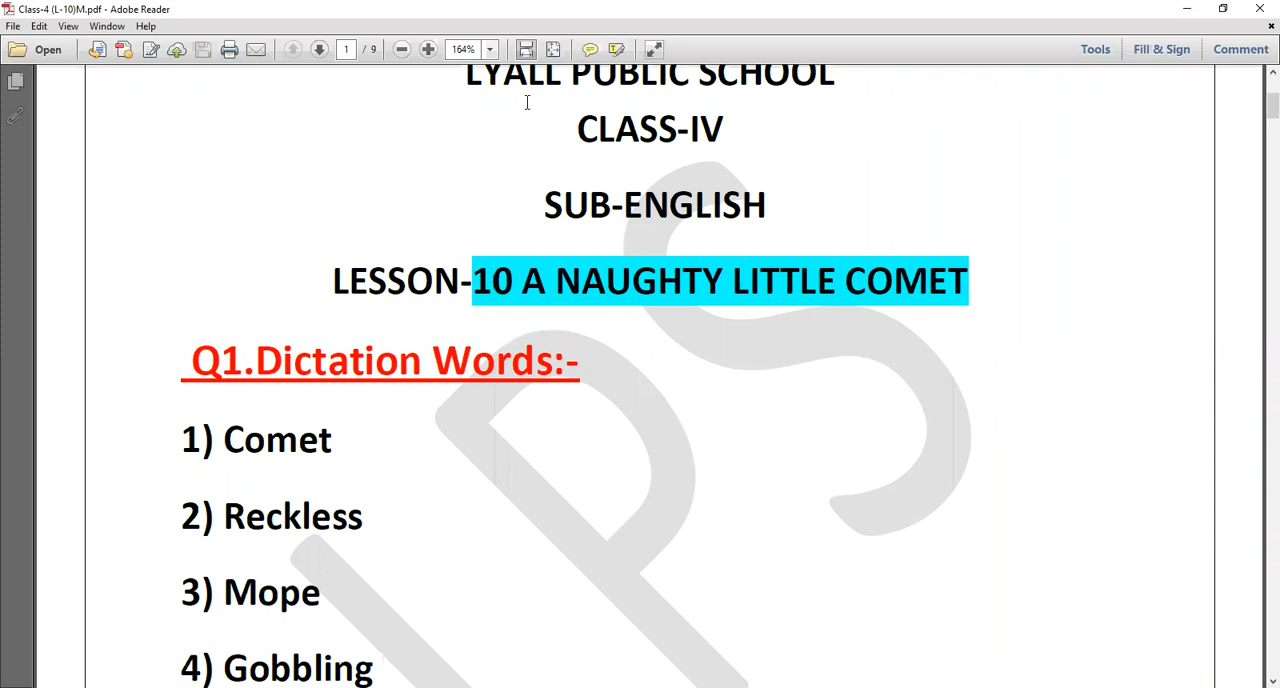 Class-4 (L-10)M.pdf - Adobe Reader
File Edit View Window Help
Open 1 / 9 164% Tools Fill & Sign Comment
LYALL PUBLIC SCHOOL
CLASS-IV
SUB-ENGLISH
LESSON-10 A NAUGHTY LITTLE COMET
Q1.Dictation Words:-
1) Comet
2) Reckless
3) Mope
4) Gobbling
LPS